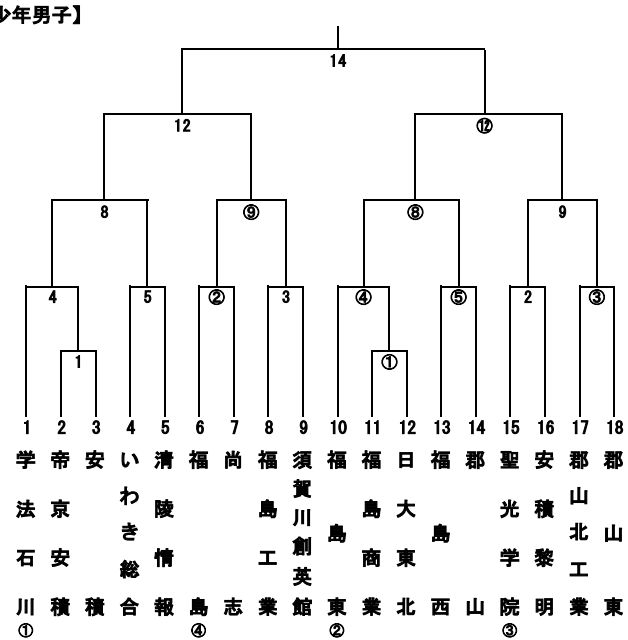 少年男子】
14
12 ⑫
8 ⑨ ⑧ 9
4 5 ② 3 ④ ⑤ 2 ③
1 ①
1 2 3 4 5 6 7 8 9 10 11 12 13 14 15 16 17 18
学法石川
帝京安積
安積
いわき総合
清陵情報
福島
尚志
福島工業
須賀川創英館
福島東
福島商業
日大東北
福島西
郡山
聖光学院
安積黎明
郡山北工業
郡山東
① ④ ② ③